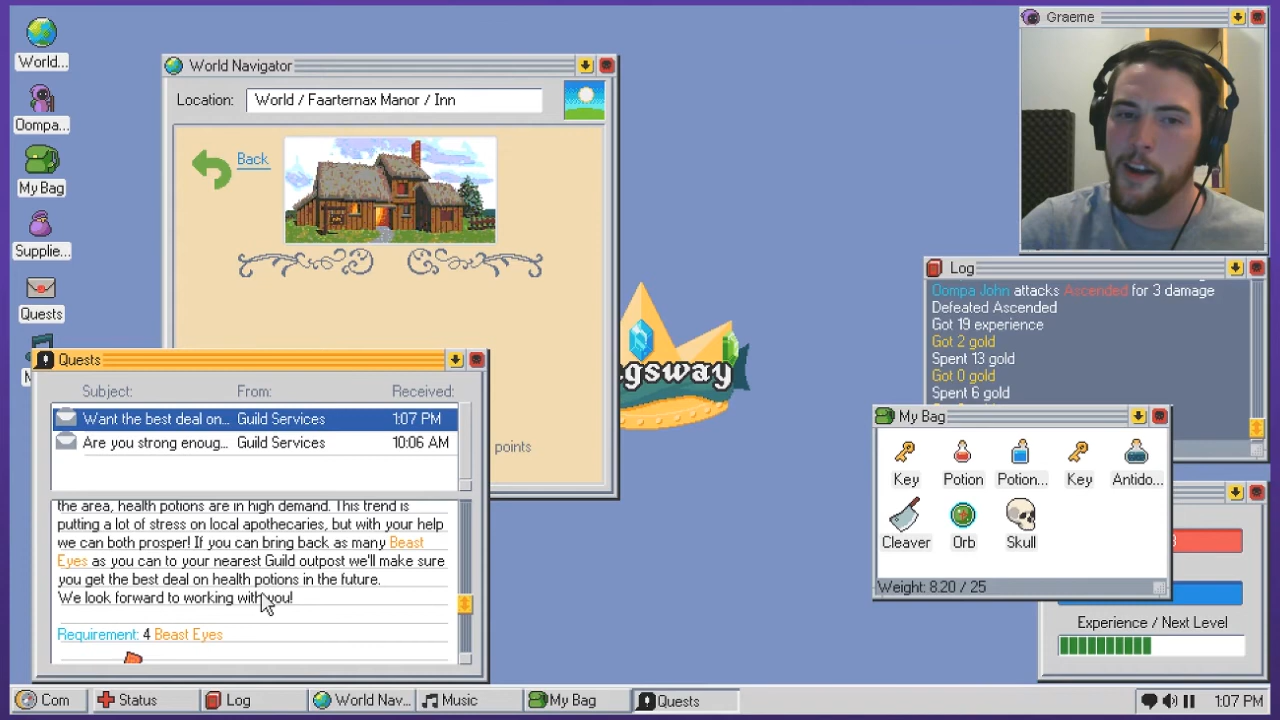 World...
Oompa...
My Bag
Supplie...
Quests
World Navigator
Location: World / Faarternax Manor / Inn
Back
points
gsway
Graeme
Log
Oompa John attacks Ascended for 3 damage
Defeated Ascended
Got 19 experience
Got 2 gold
Spent 13 gold
Got 0 gold
Spent 6 gold
Quests
Subject: From: Received:
Want the best deal on... Guild Services 1:07 PM
Are you strong enoug... Guild Services 10:06 AM
the area, health potions are in high demand. This trend is
putting a lot of stress on local apothecaries, but with your help
we can both prosper! If you can bring back as many Beast
Eyes as you can to your nearest Guild outpost we'll make sure
you get the best deal on health potions in the future.
We look forward to working with you!
Requirement: 4 Beast Eyes
My Bag
Key Potion Potion... Key Antido...
Cleaver Orb Skull
Weight: 8.20 / 25
Experience / Next Level
Com Status Log World Nav... Music My Bag Quests 1:07 PM